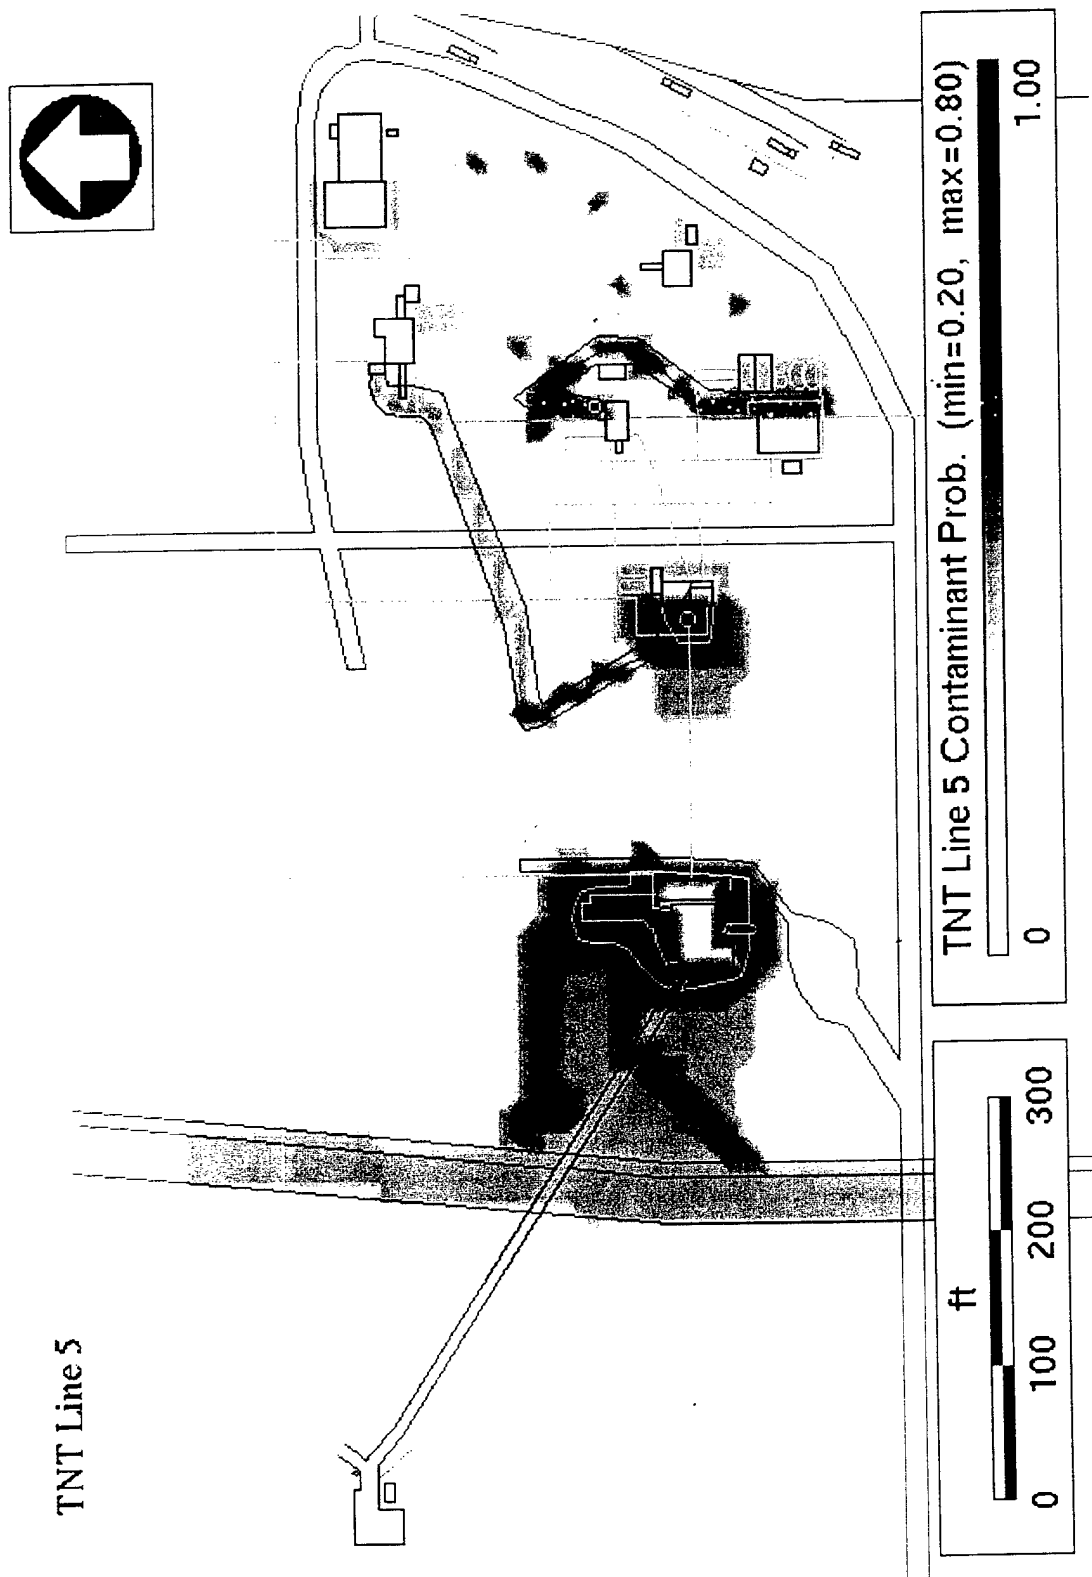 TNT Line 5
ft
0 100 200 300
TNT Line 5 Contaminant Prob. (min=0.20, max=0.80)
0 1.00